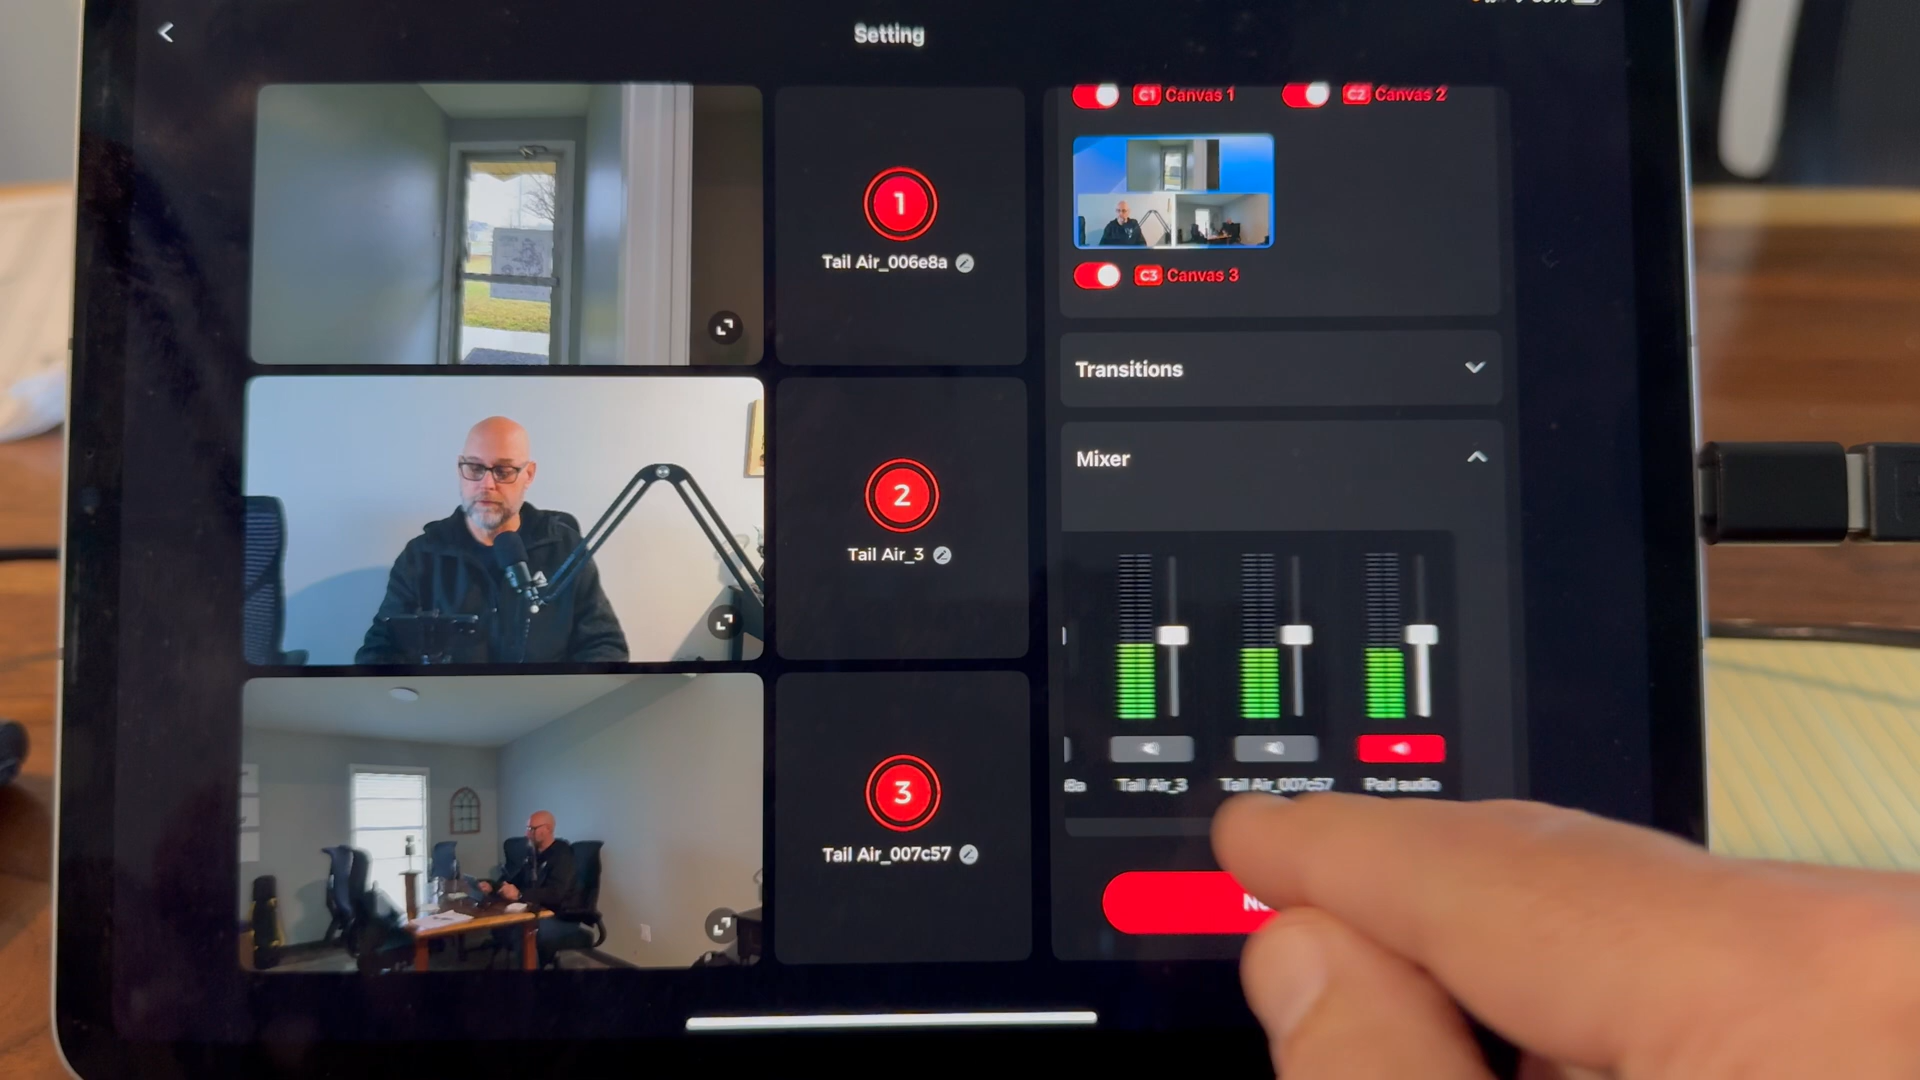 Setting
1
Tail Air_006e8a
2
Tail Air_3
3
Tail Air_007c57
C1 Canvas 1
C2 Canvas 2
C3 Canvas 3
Transitions
Mixer
8a
Tail Air_3
Tail Air_007c57
Pad audio